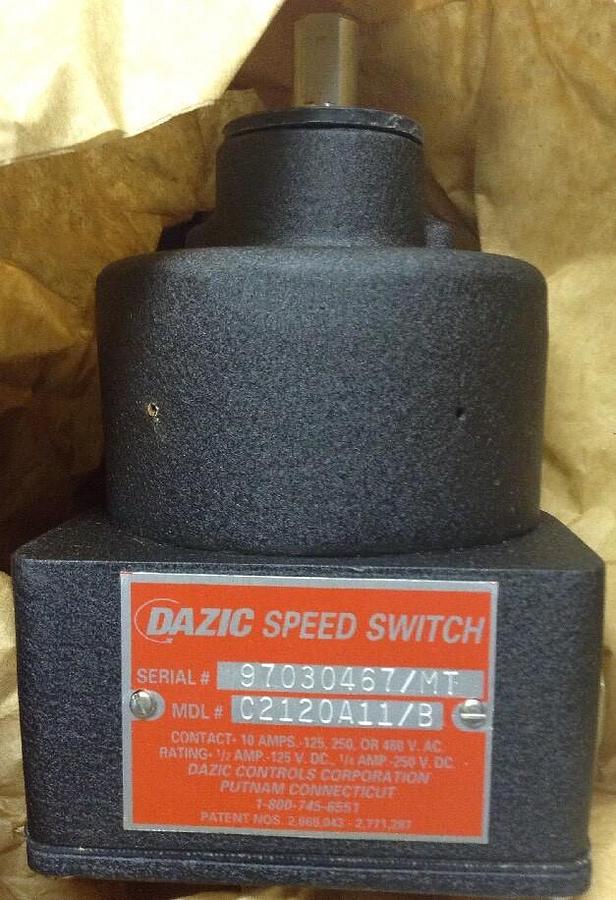 DAZIC SPEED SWITCH
SERIAL # 97030467/MT
MDL # C2120A11/B
CONTACT- 10 AMPS.-125, 250, OR 480 V. AC.
RATING- 1/2 AMP.-125 V. DC., 1/4 AMP.-250 V. DC.
DAZIC CONTROLS CORPORATION
PUTNAM CONNECTICUT
1-800-745-6551
PATENT NOS. 2,669,043 - 2,771,287